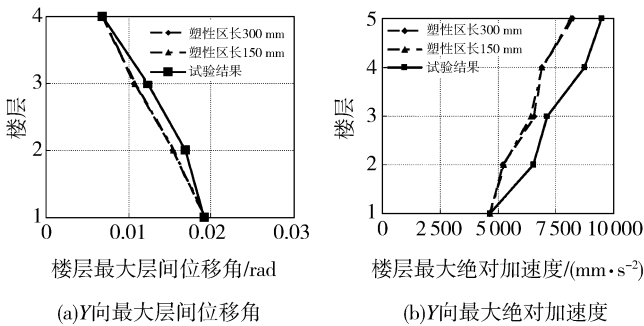 4
3
2
1
楼层
塑性区长300 mm
塑性区长150 mm
试验结果
0 0.01 0.02 0.03
楼层最大层间位移角/rad
(a)Y向最大层间位移角
5
4
3
2
1
楼层
塑性区长300 mm
塑性区长150 mm
试验结果
0 2 500 5 000 7 500 10 000
楼层最大绝对加速度/(mm·s⁻²)
(b)Y向最大绝对加速度